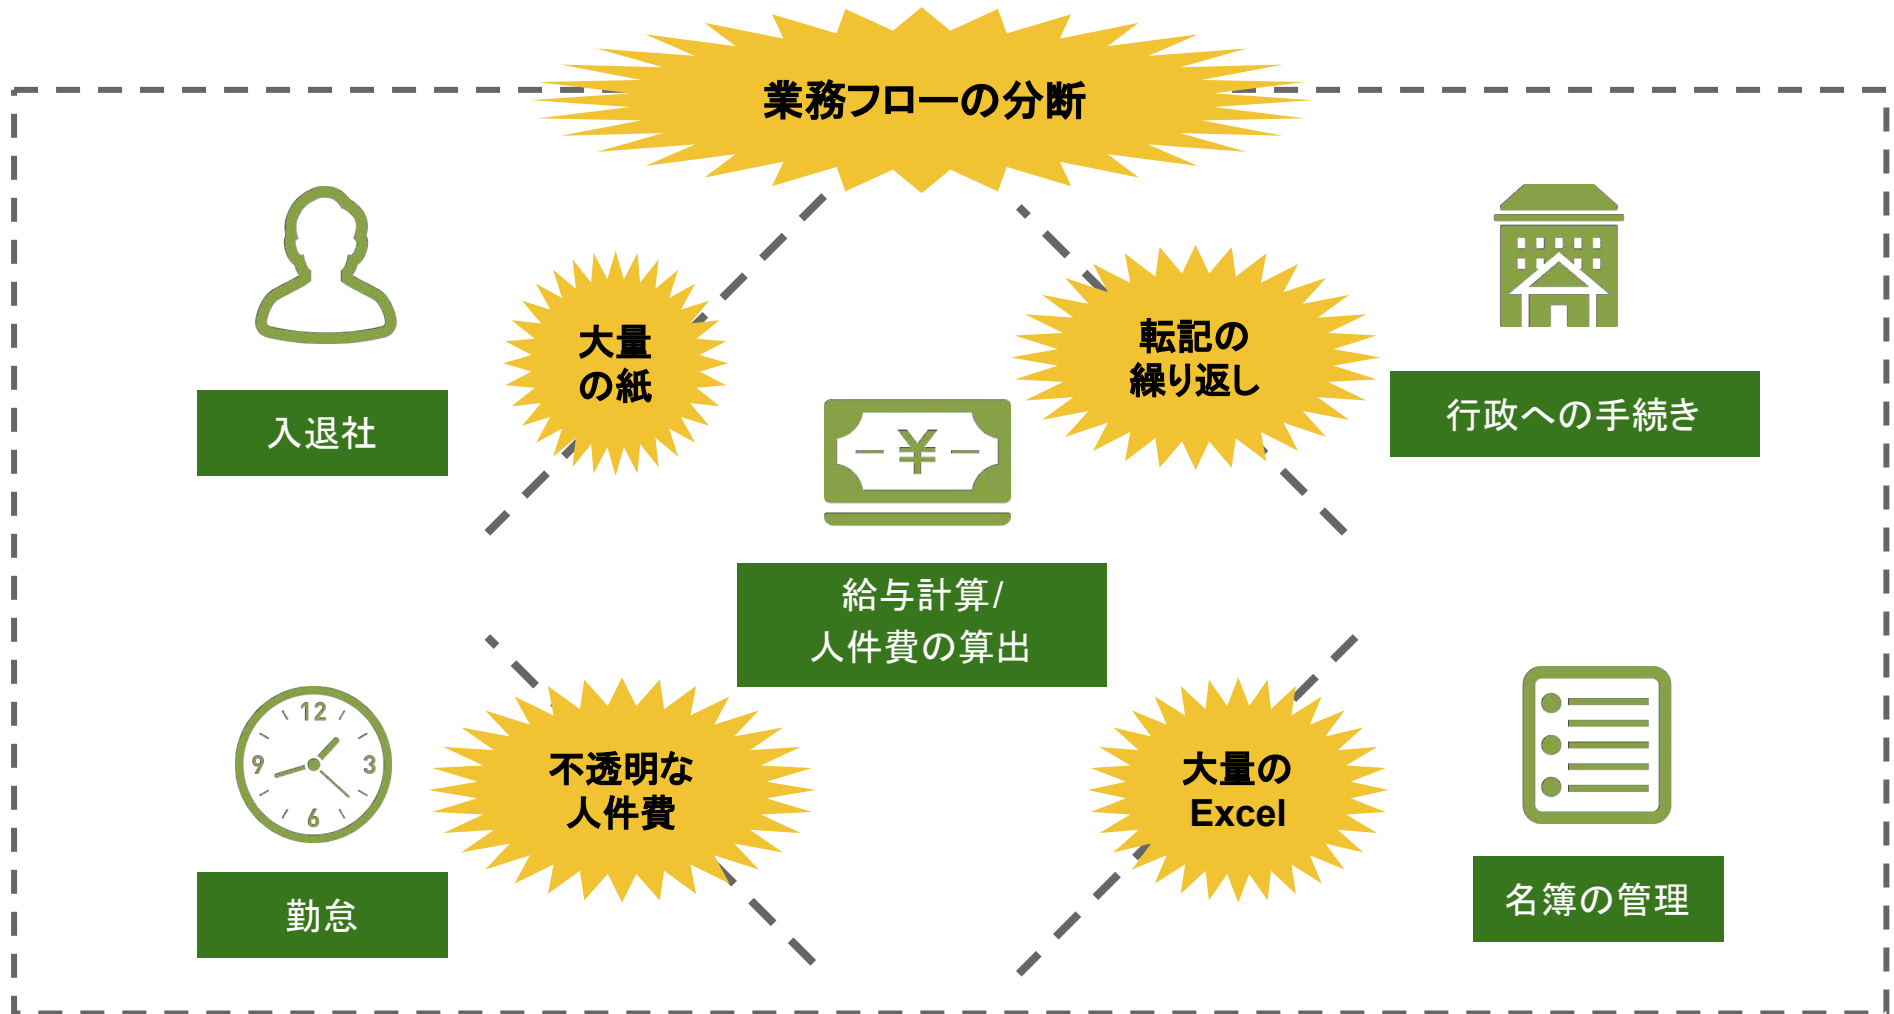 業務フローの分断
大量
の紙
転記の
繰り返し
入退社
行政への手続き
給与計算/
人件費の算出
12
9
3
6
不透明な
人件費
大量の
Excel
勤怠
名簿の管理
¥